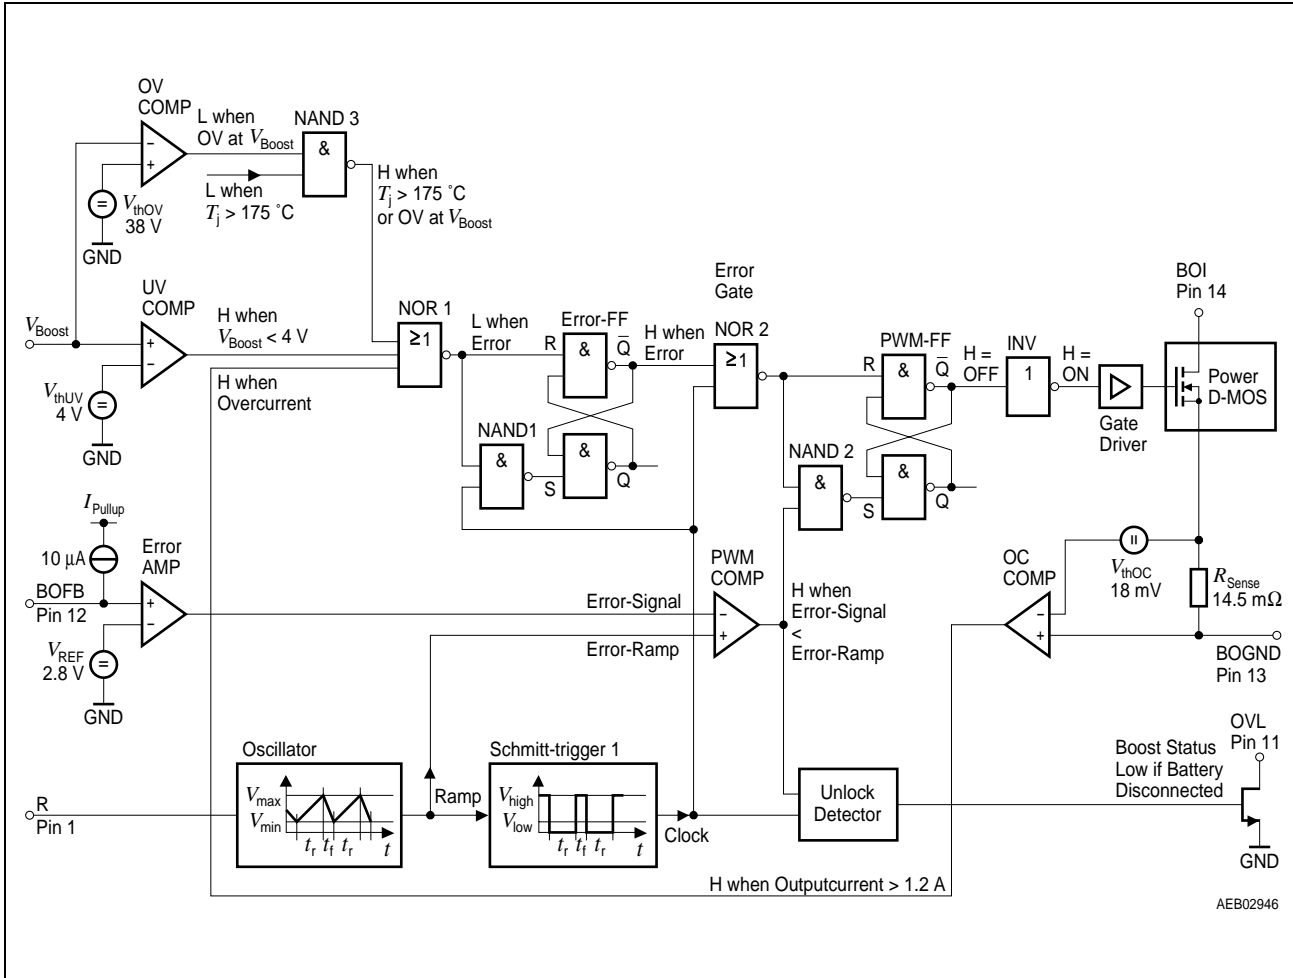 OV
COMP
L when
OV at VBoost
NAND 3
&
−
+
L when
Tj > 175 ˚C
H when
Tj > 175 ˚C
or OV at VBoost
VthOV
38 V
=
GND
UV
COMP
H when
VBoost < 4 V
VBoost
+
−
NOR 1
≥1
L when
Error
Error-FF
R
&
Q̅
H when
Error
Error
Gate
NOR 2
≥1
PWM-FF
R
&
Q̅
H =
OFF
INV
1
H =
ON
Gate
Driver
BOI
Pin 14
Power
D-MOS
VthUV
4 V
=
GND
H when
Overcurrent
NAND1
&
S
&
Q
NAND 2
&
S
&
Q
IPullup
10 µA
Error
AMP
BOFB
Pin 12
+
−
VREF
2.8 V
=
GND
Error-Signal
Error-Ramp
PWM
COMP
−
+
H when
Error-Signal
<
Error-Ramp
OC
COMP
−
+
=
VthOC
18 mV
RSense
14.5 mΩ
BOGND
Pin 13
R
Pin 1
Oscillator
Vmax
Vmin
tr tf tr t
Ramp
Schmitt-trigger 1
Vhigh
Vlow
tr tf tr t
Clock
Unlock
Detector
Boost Status
Low if Battery
Disconnected
OVL
Pin 11
GND
H when Outputcurrent > 1.2 A
AEB02946